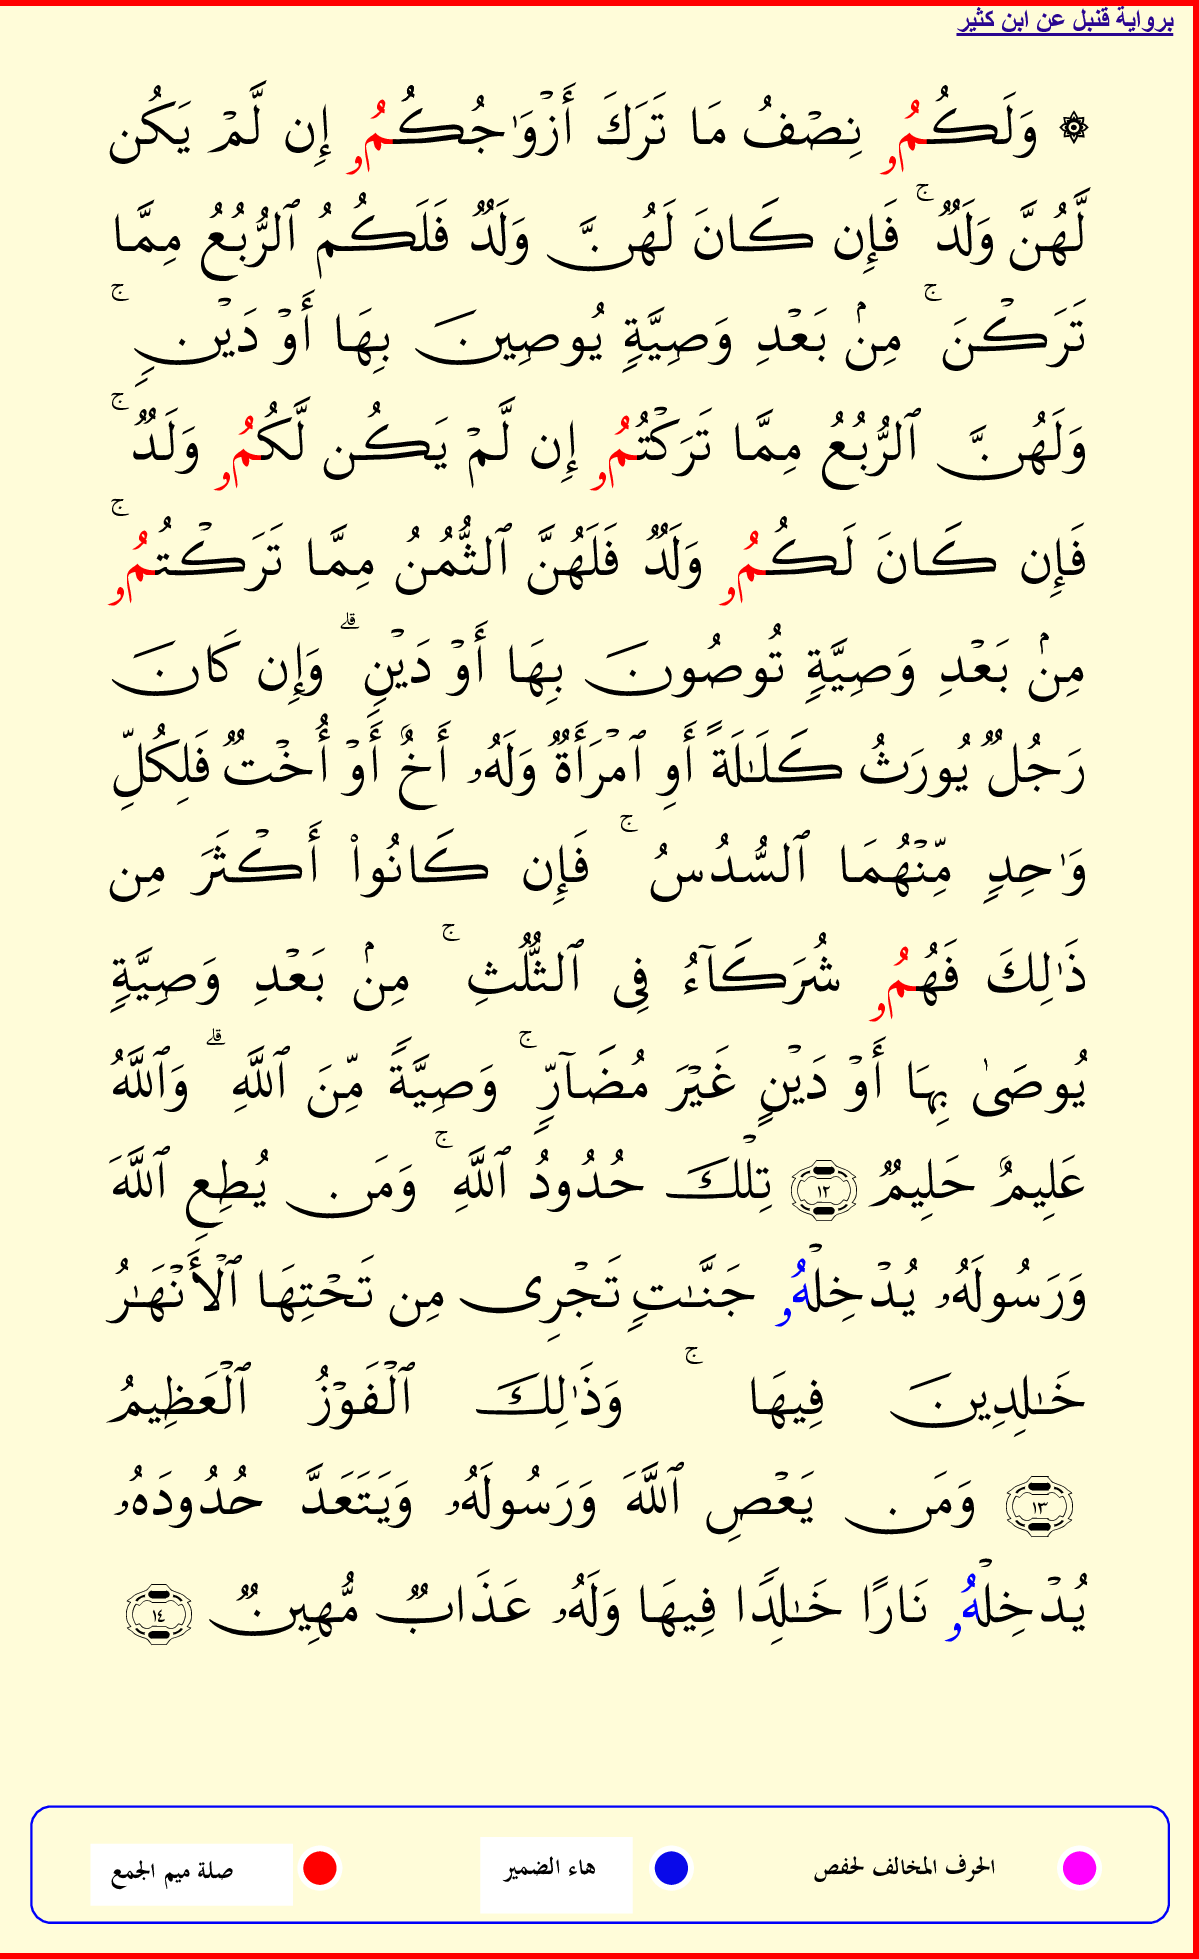 برواية قنبل عن ابن كثير
۞ وَلَكُمُۥ نِصۡفُ مَا تَرَكَ أَزۡوَٰجُكُمُۥ إِن لَّمۡ يَكُن
لَّهُنَّ وَلَدٞ ۚ فَإِن كَانَ لَهُنَّ وَلَدٞ فَلَكُمُ ٱلرُّبُعُ مِمَّا
تَرَكۡنَ ۚ مِنۢ بَعۡدِ وَصِيَّةٖ يُوصِينَ بِهَا أَوۡ دَيۡنٖ ۚ
وَلَهُنَّ ٱلرُّبُعُ مِمَّا تَرَكۡتُمُۥ إِن لَّمۡ يَكُن لَّكُمُۥ وَلَدٞ ۚ
فَإِن كَانَ لَكُمُۥ وَلَدٞ فَلَهُنَّ ٱلثُّمُنُ مِمَّا تَرَكۡتُمُۥ ۚ
مِنۢ بَعۡدِ وَصِيَّةٖ تُوصُونَ بِهَا أَوۡ دَيۡنٖ ۗ وَإِن كَانَ
رَجُلٞ يُورَثُ كَلَٰلَةً أَوِ ٱمۡرَأَةٞ وَلَهُۥ أَخٌ أَوۡ أُخۡتٞ فَلِكُلِّ
وَٰحِدٖ مِّنۡهُمَا ٱلسُّدُسُ ۚ فَإِن كَانُواْ أَكۡثَرَ مِن
ذَٰلِكَ فَهُمُۥ شُرَكَآءُ فِي ٱلثُّلُثِ ۚ مِنۢ بَعۡدِ وَصِيَّةٖ
يُوصَىٰ بِهَا أَوۡ دَيۡنٍ غَيۡرَ مُضَآرّٖ ۚ وَصِيَّةٗ مِّنَ ٱللَّهِ ۗ وَٱللَّهُ
عَلِيمٌ حَلِيمٞ ١٢ تِلۡكَ حُدُودُ ٱللَّهِ ۚ وَمَن يُطِعِ ٱللَّهَ
وَرَسُولَهُۥ يُدۡخِلۡهُۥ جَنَّٰتٖ تَجۡرِي مِن تَحۡتِهَا ٱلۡأَنۡهَٰرُ
خَٰلِدِينَ فِيهَا ۚ وَذَٰلِكَ ٱلۡفَوۡزُ ٱلۡعَظِيمُ
١٣ وَمَن يَعۡصِ ٱللَّهَ وَرَسُولَهُۥ وَيَتَعَدَّ حُدُودَهُۥ
يُدۡخِلۡهُۥ نَارًا خَٰلِدٗا فِيهَا وَلَهُۥ عَذَابٞ مُّهِينٞ ١٤
الحرف المخالف لحفص هاء الضمير صلة ميم الجمع